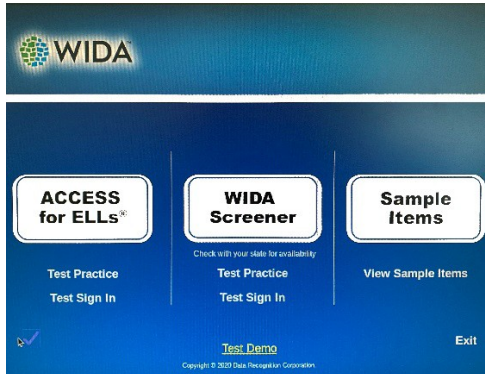 WIDA
ACCESS
for ELLs®
WIDA
Screener
Sample
Items
Check with your state for availability
Test Practice
Test Practice
View Sample Items
Test Sign In
Test Sign In
Test Demo
Exit
Copyright © 2020 Data Recognition Corporation.